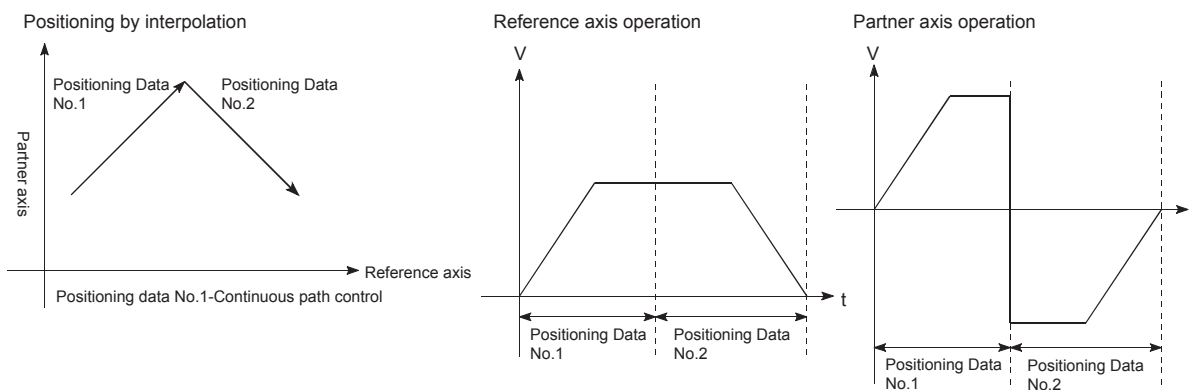 Positioning by interpolation
Positioning Data
No.1
Positioning Data
No.2
Partner axis
Reference axis
Positioning data No.1-Continuous path control
Reference axis operation
V
t
Positioning Data
No.1
Positioning Data
No.2
Partner axis operation
V
Positioning Data
No.1
Positioning Data
No.2